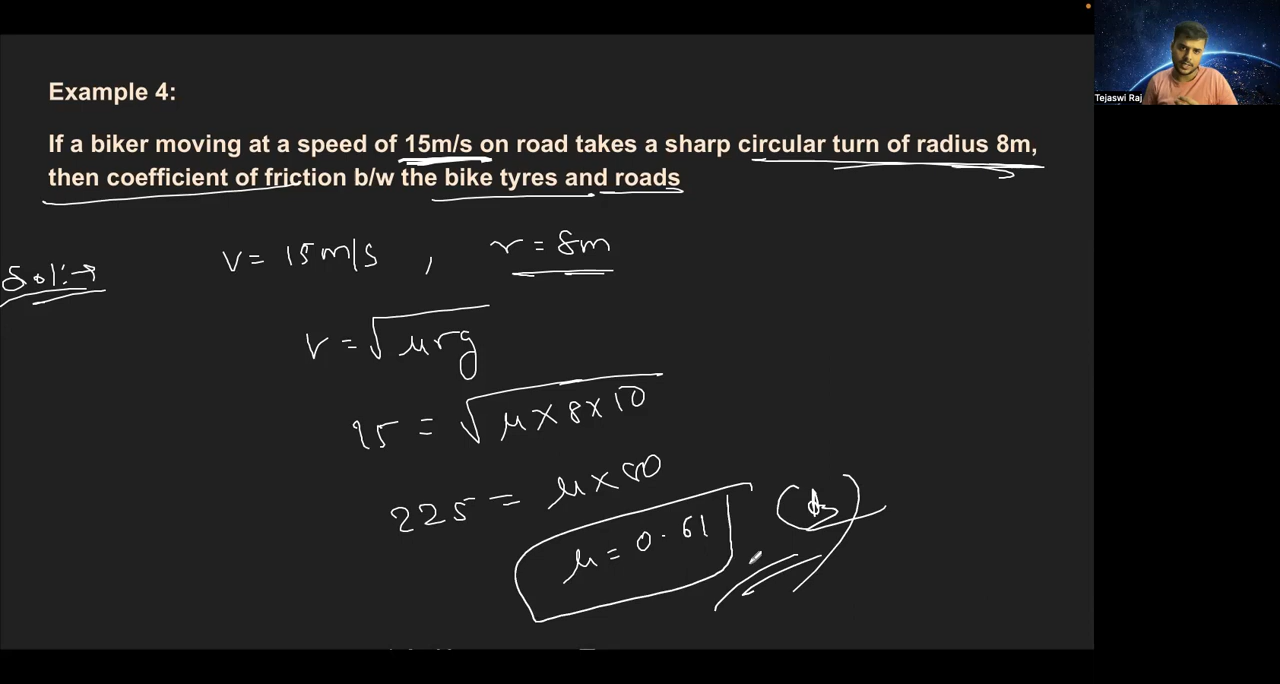 Tejaswi Raj
Example 4:
If a biker moving at a speed of 15m/s on road takes a sharp circular turn of radius 8m,
then coefficient of friction b/w the bike tyres and roads
Sol:→
v = 15 m/s , r = 8m
v = √μrg
15 = √μ × 8 × 10
225 = μ × 80
μ = 0.61